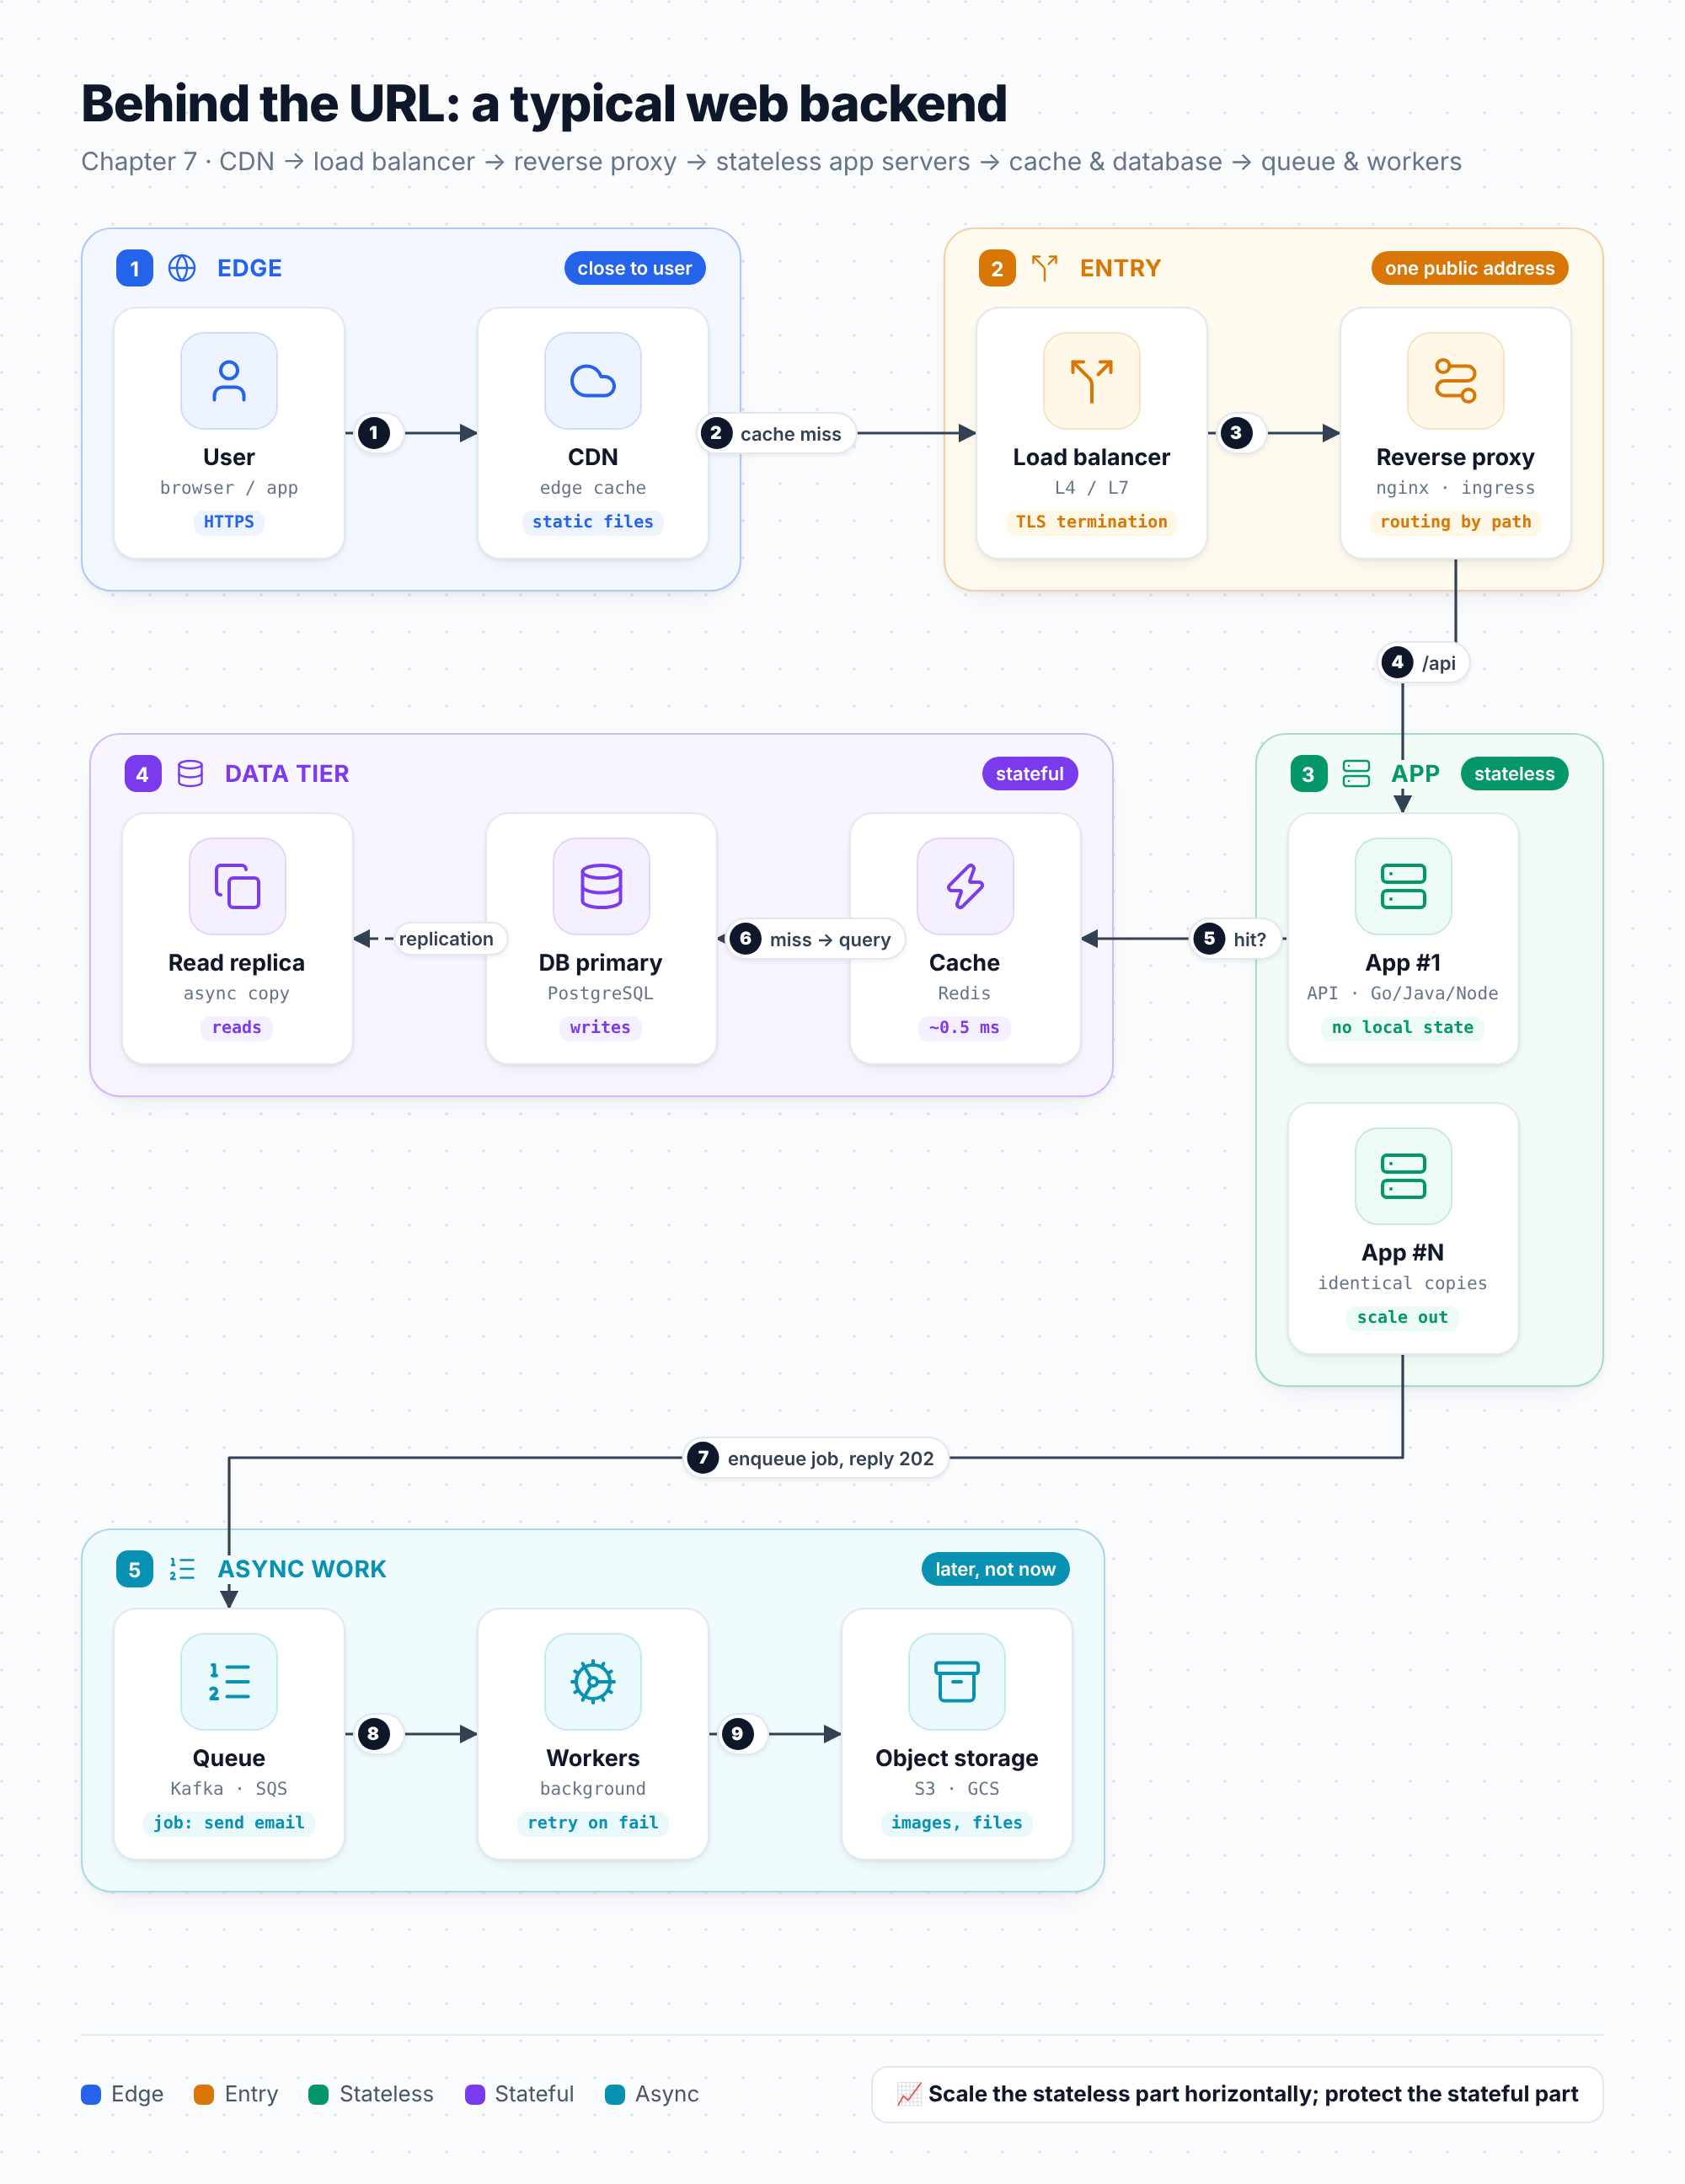 Behind the URL: a typical web backend
Chapter 7 · CDN → load balancer → reverse proxy → stateless app servers → cache & database → queue & workers
1 EDGE close to user
User
browser / app
HTTPS
1
CDN
edge cache
static files
2 cache miss
2 ENTRY one public address
Load balancer
L4 / L7
TLS termination
3
Reverse proxy
nginx · ingress
routing by path
4 /api
4 DATA TIER stateful
Read replica
async copy
reads
replication
DB primary
PostgreSQL
writes
6 miss → query
Cache
Redis
~0.5 ms
5 hit?
3 APP stateless
App #1
API · Go/Java/Node
no local state
App #N
identical copies
scale out
7 enqueue job, reply 202
5 ASYNC WORK later, not now
Queue
Kafka · SQS
job: send email
8
Workers
background
retry on fail
9
Object storage
S3 · GCS
images, files
Edge Entry Stateless Stateful Async
📈 Scale the stateless part horizontally; protect the stateful part